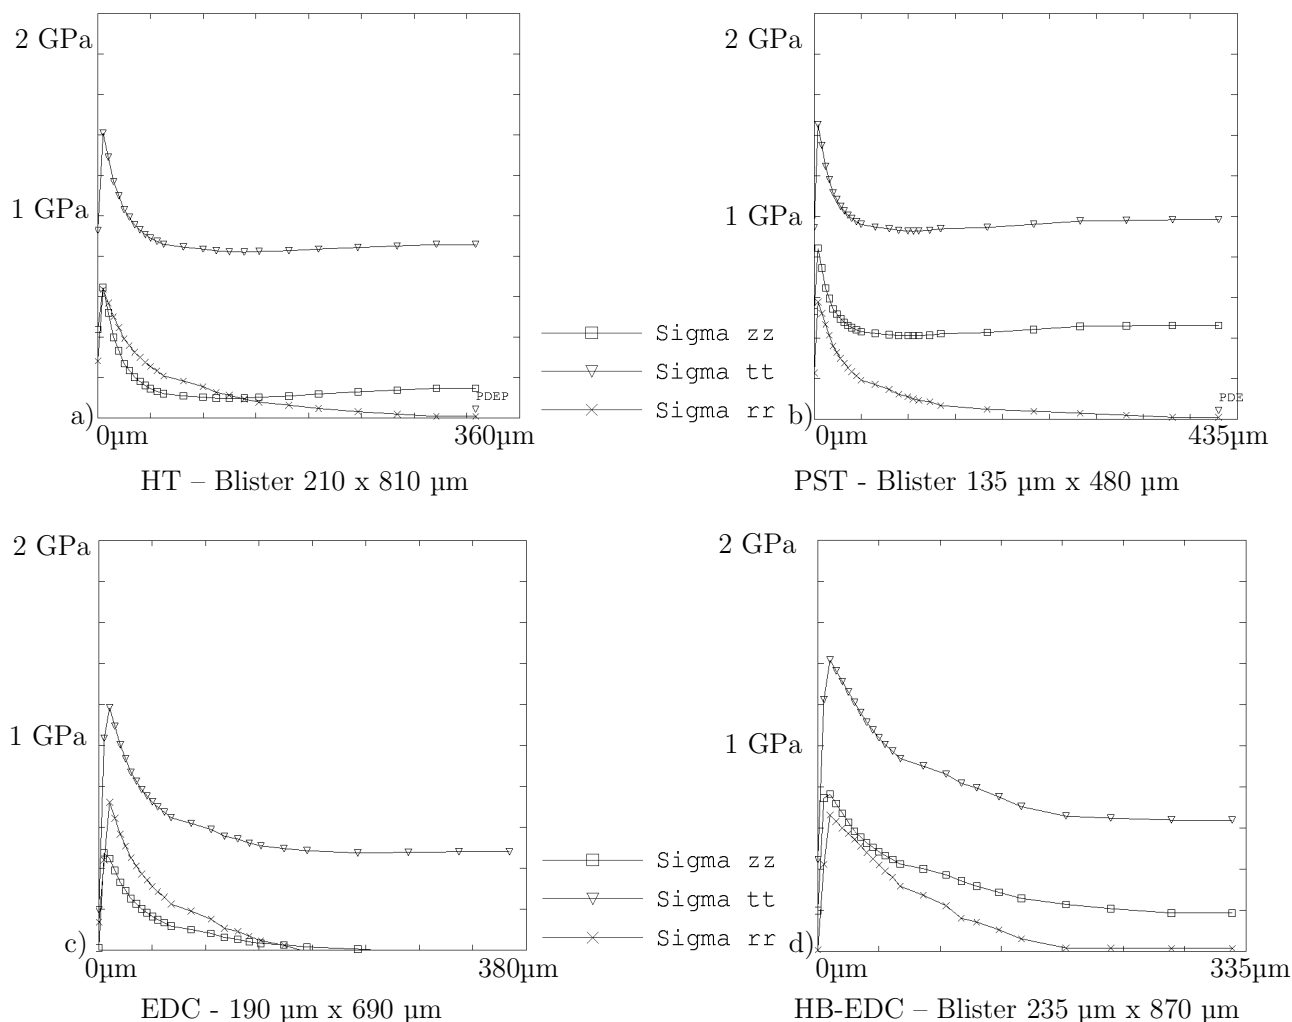 2 GPa
1 GPa
PDEP
a)
0µm
360µm
HT – Blister 210 x 810 µm
Sigma zz
Sigma tt
Sigma rr
2 GPa
1 GPa
PDE
b)
0µm
435µm
PST - Blister 135 µm x 480 µm
2 GPa
1 GPa
c)
0µm
380µm
EDC - 190 µm x 690 µm
Sigma zz
Sigma tt
Sigma rr
2 GPa
1 GPa
d)
0µm
335µm
HB-EDC – Blister 235 µm x 870 µm